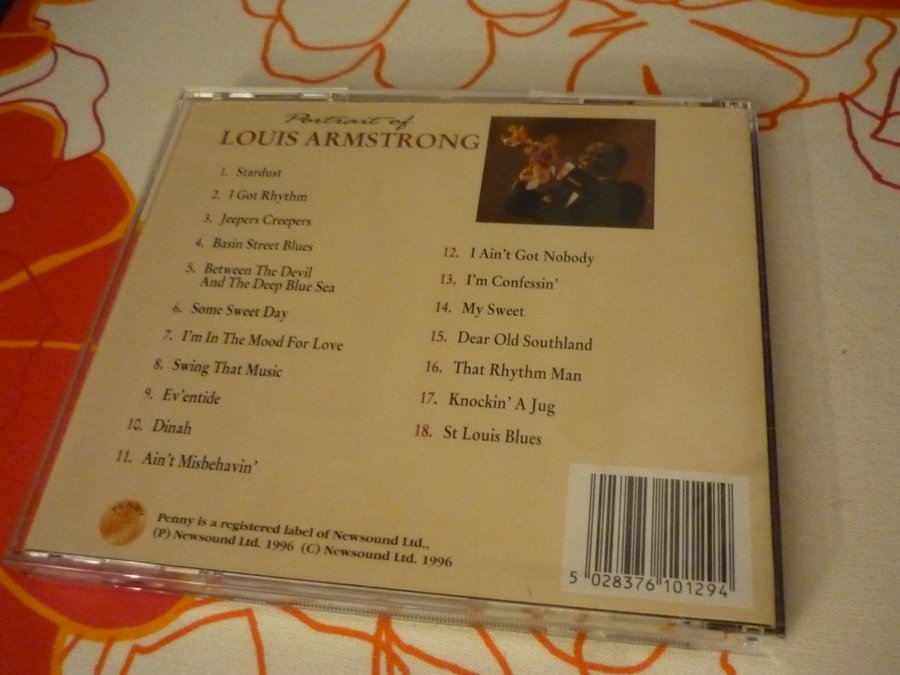 Portrait of
LOUIS ARMSTRONG
1. Stardust
2. I Got Rhythm
3. Jeepers Creepers
4. Basin Street Blues
5. Between The Devil
And The Deep Blue Sea
6. Some Sweet Day
7. I'm In The Mood For Love
8. Swing That Music
9. Ev'entide
10. Dinah
11. Ain't Misbehavin'
12. I Ain't Got Nobody
13. I'm Confessin'
14. My Sweet
15. Dear Old Southland
16. That Rhythm Man
17. Knockin' A Jug
18. St Louis Blues
PENNY
Penny is a registered label of Newsound Ltd.,
(P) Newsound Ltd. 1996 (C) Newsound Ltd. 1996
5 028376 101294